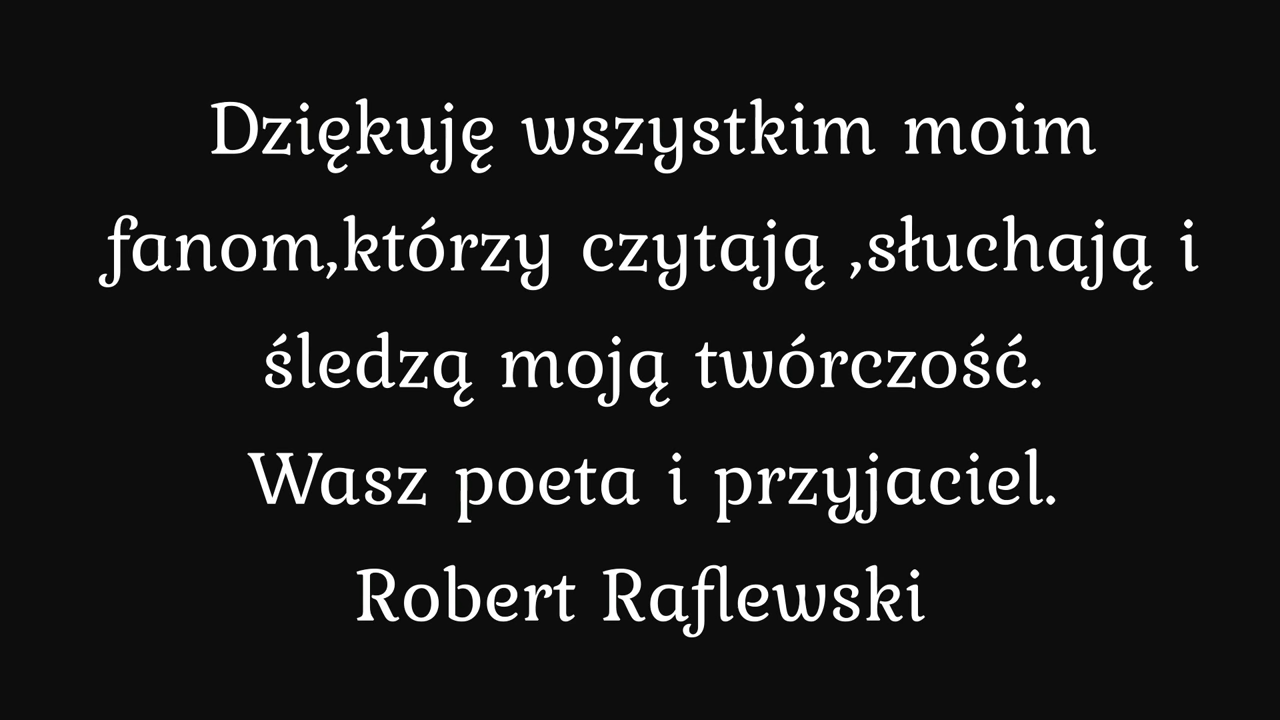 Dziękuję wszystkim moim
fanom,którzy czytają ,słuchają i
śledzą moją twórczość.
Wasz poeta i przyjaciel.
Robert Raflewski